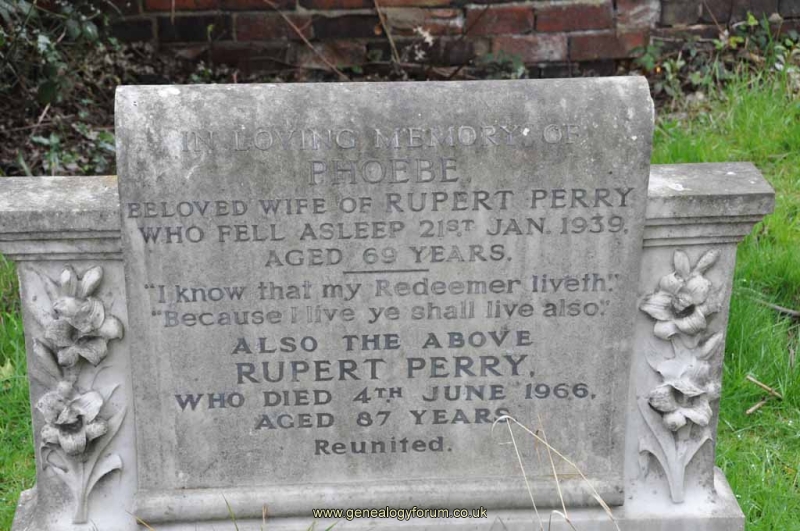 IN LOVING MEMORY OF
PHOEBE.
BELOVED WIFE OF RUPERT PERRY
WHO FELL ASLEEP 21ST JAN. 1939.
AGED 69 YEARS.
"I know that my Redeemer liveth."
"Because I live ye shall live also."
ALSO THE ABOVE
RUPERT PERRY.
WHO DIED 4TH JUNE 1966.
AGED 87 YEARS.
Reunited.
www.genealogyforum.co.uk